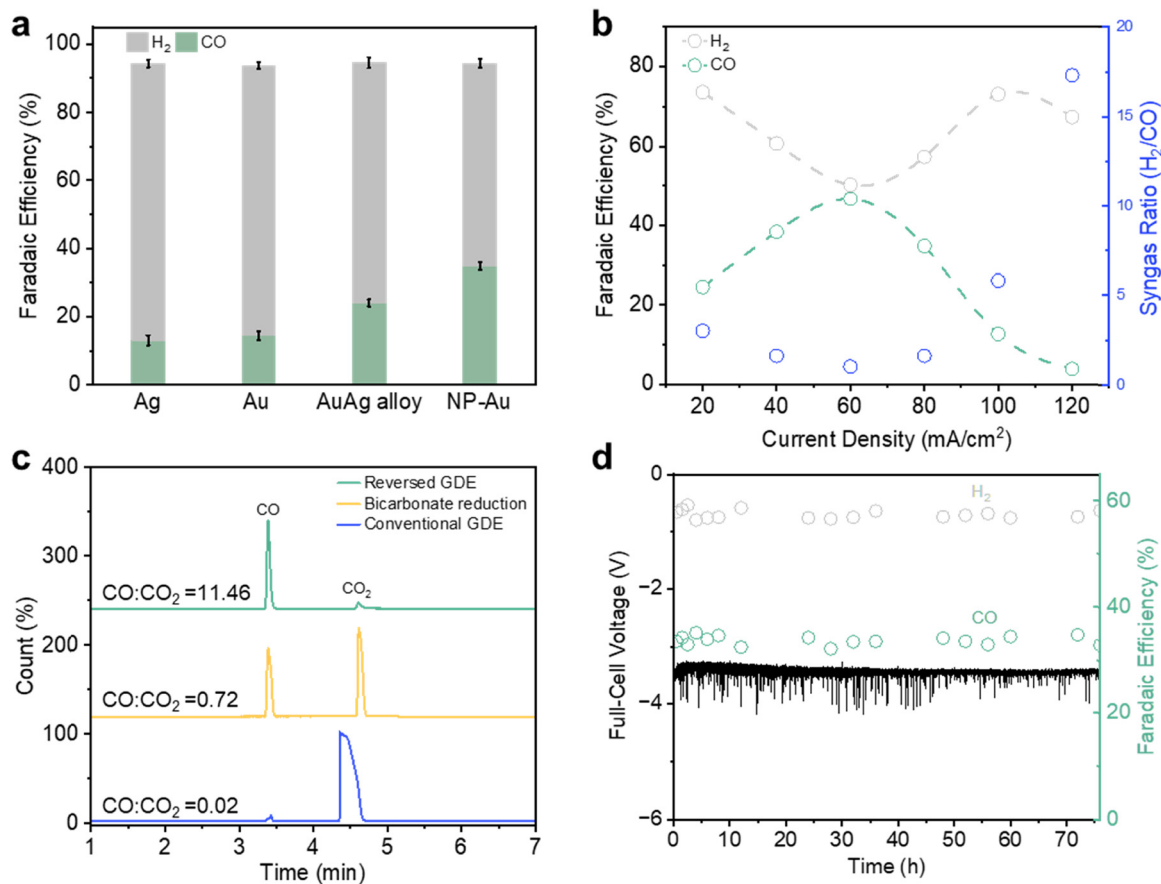 a
H₂ CO
Faradaic Efficiency (%)
100
80
60
40
20
0
Ag Au AuAg alloy NP-Au
b
H₂
CO
Faradaic Efficiency (%)
80
60
40
20
0
20 40 60 80 100 120
Current Density (mA/cm²)
20
15
10
5
0
Syngas Ratio (H₂/CO)
c
Reversed GDE
Bicarbonate reduction
Conventional GDE
CO
CO₂
CO:CO₂ =11.46
CO:CO₂ =0.72
CO:CO₂ =0.02
Count (%)
400
300
200
100
0
1 2 3 4 5 6 7
Time (min)
d
H₂
CO
Full-Cell Voltage (V)
0
−2
−4
−6
0 10 20 30 40 50 60 70
Time (h)
60
40
20
0
Faradaic Efficiency (%)